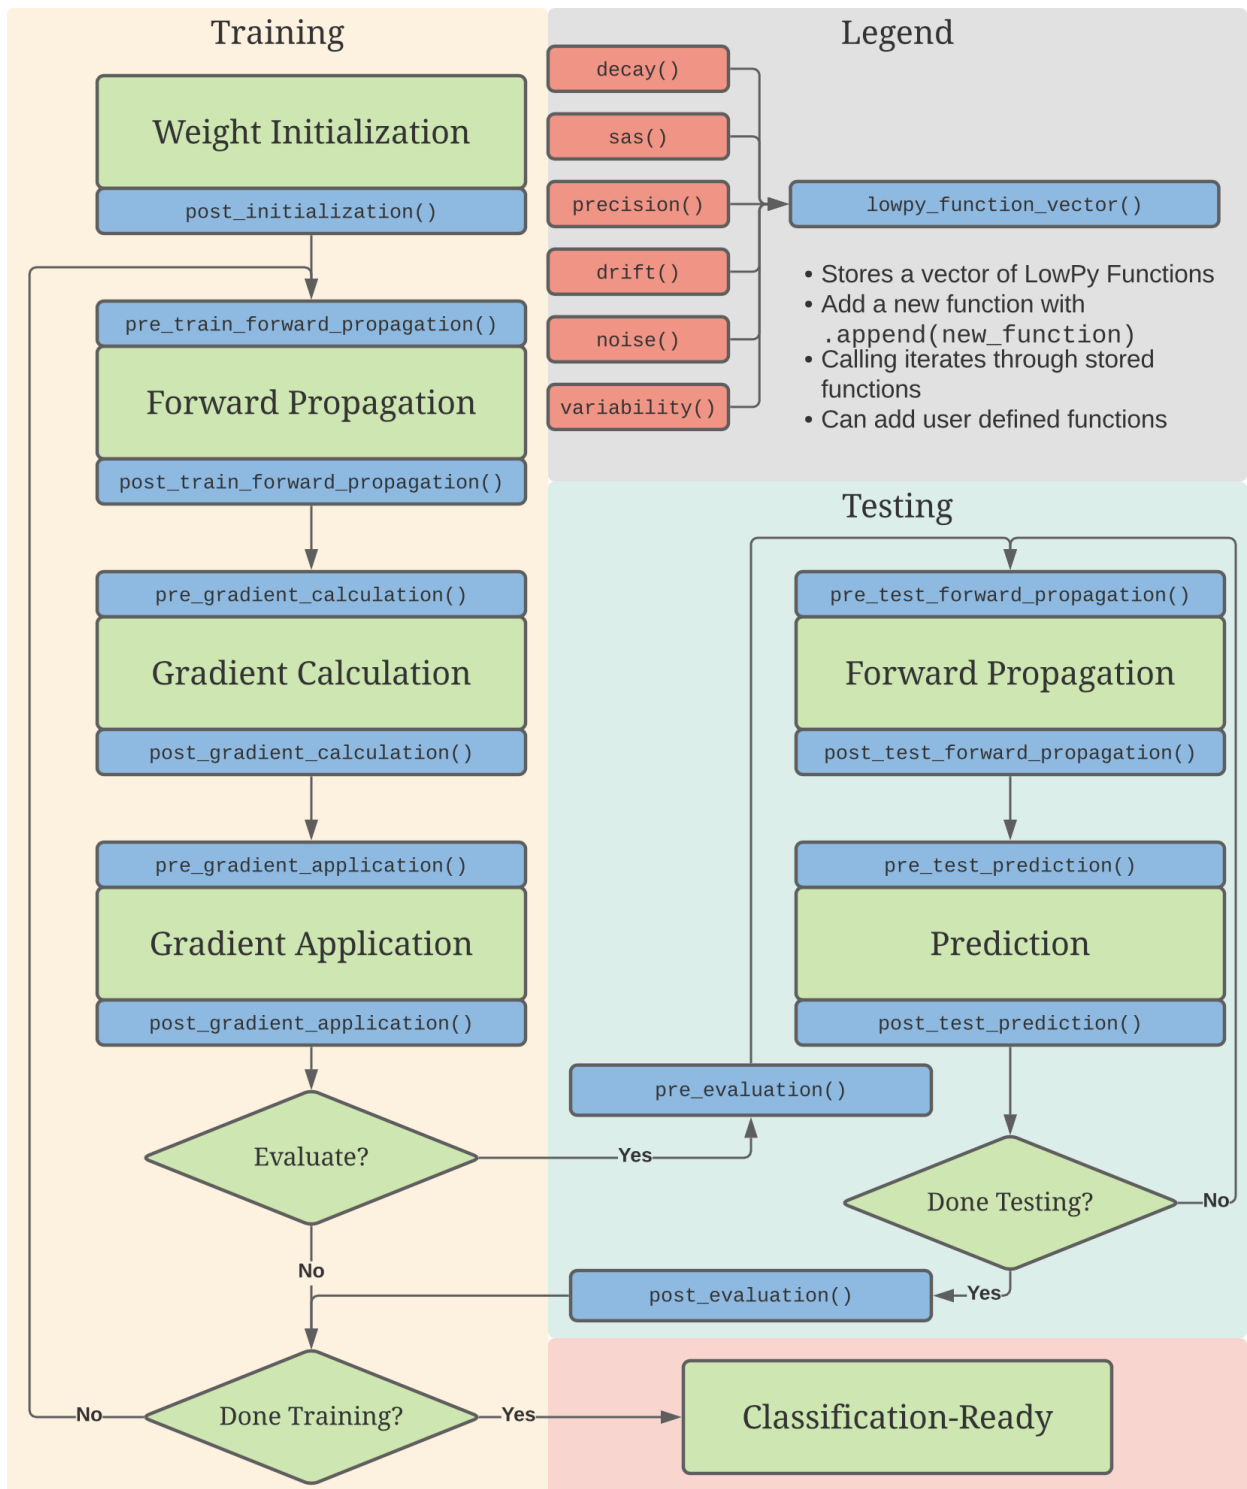 Training
Weight Initialization
post_initialization()
pre_train_forward_propagation()
Forward Propagation
post_train_forward_propagation()
pre_gradient_calculation()
Gradient Calculation
post_gradient_calculation()
pre_gradient_application()
Gradient Application
post_gradient_application()
Evaluate?
Yes
No
Done Training?
No
Yes
Legend
decay()
sas()
precision()
drift()
noise()
variability()
lowpy_function_vector()
• Stores a vector of LowPy Functions
• Add a new function with
.append(new_function)
• Calling iterates through stored
functions
• Can add user defined functions
Testing
pre_test_forward_propagation()
Forward Propagation
post_test_forward_propagation()
pre_test_prediction()
Prediction
post_test_prediction()
pre_evaluation()
Done Testing?
No
Yes
post_evaluation()
Classification-Ready